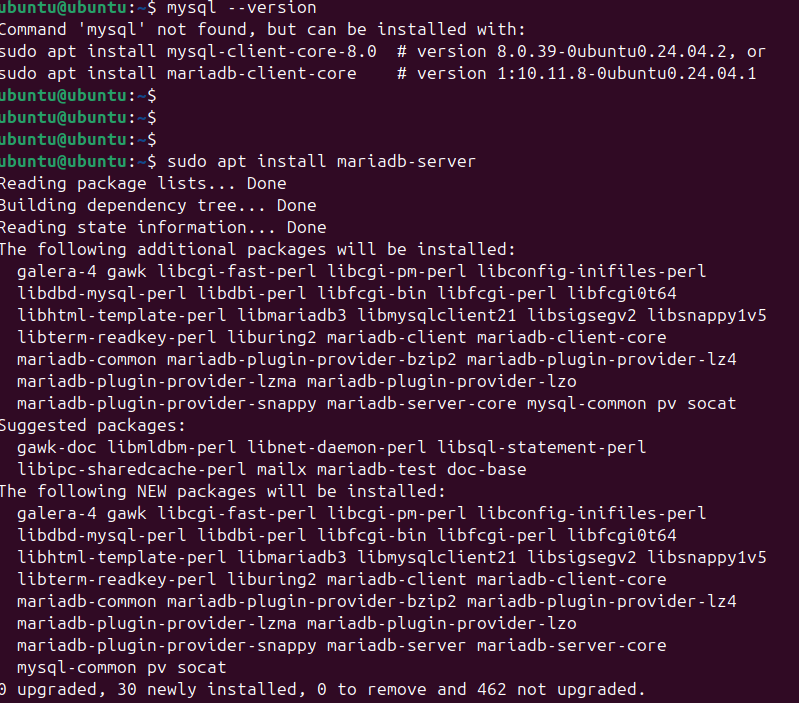 ubuntu@ubuntu:~$ mysql --version
Command 'mysql' not found, but can be installed with:
sudo apt install mysql-client-core-8.0  # version 8.0.39-0ubuntu0.24.04.2, or
sudo apt install mariadb-client-core    # version 1:10.11.8-0ubuntu0.24.04.1
ubuntu@ubuntu:~$
ubuntu@ubuntu:~$
ubuntu@ubuntu:~$
ubuntu@ubuntu:~$ sudo apt install mariadb-server
Reading package lists... Done
Building dependency tree... Done
Reading state information... Done
The following additional packages will be installed:
  galera-4 gawk libcgi-fast-perl libcgi-pm-perl libconfig-inifiles-perl
  libdbd-mysql-perl libdbi-perl libfcgi-bin libfcgi-perl libfcgi0t64
  libhtml-template-perl libmariadb3 libmysqlclient21 libsigsegv2 libsnappy1v5
  libterm-readkey-perl liburing2 mariadb-client mariadb-client-core
  mariadb-common mariadb-plugin-provider-bzip2 mariadb-plugin-provider-lz4
  mariadb-plugin-provider-lzma mariadb-plugin-provider-lzo
  mariadb-plugin-provider-snappy mariadb-server-core mysql-common pv socat
Suggested packages:
  gawk-doc libmldbm-perl libnet-daemon-perl libsql-statement-perl
  libipc-sharedcache-perl mailx mariadb-test doc-base
The following NEW packages will be installed:
  galera-4 gawk libcgi-fast-perl libcgi-pm-perl libconfig-inifiles-perl
  libdbd-mysql-perl libdbi-perl libfcgi-bin libfcgi-perl libfcgi0t64
  libhtml-template-perl libmariadb3 libmysqlclient21 libsigsegv2 libsnappy1v5
  libterm-readkey-perl liburing2 mariadb-client mariadb-client-core
  mariadb-common mariadb-plugin-provider-bzip2 mariadb-plugin-provider-lz4
  mariadb-plugin-provider-lzma mariadb-plugin-provider-lzo
  mariadb-plugin-provider-snappy mariadb-server mariadb-server-core
  mysql-common pv socat
0 upgraded, 30 newly installed, 0 to remove and 462 not upgraded.